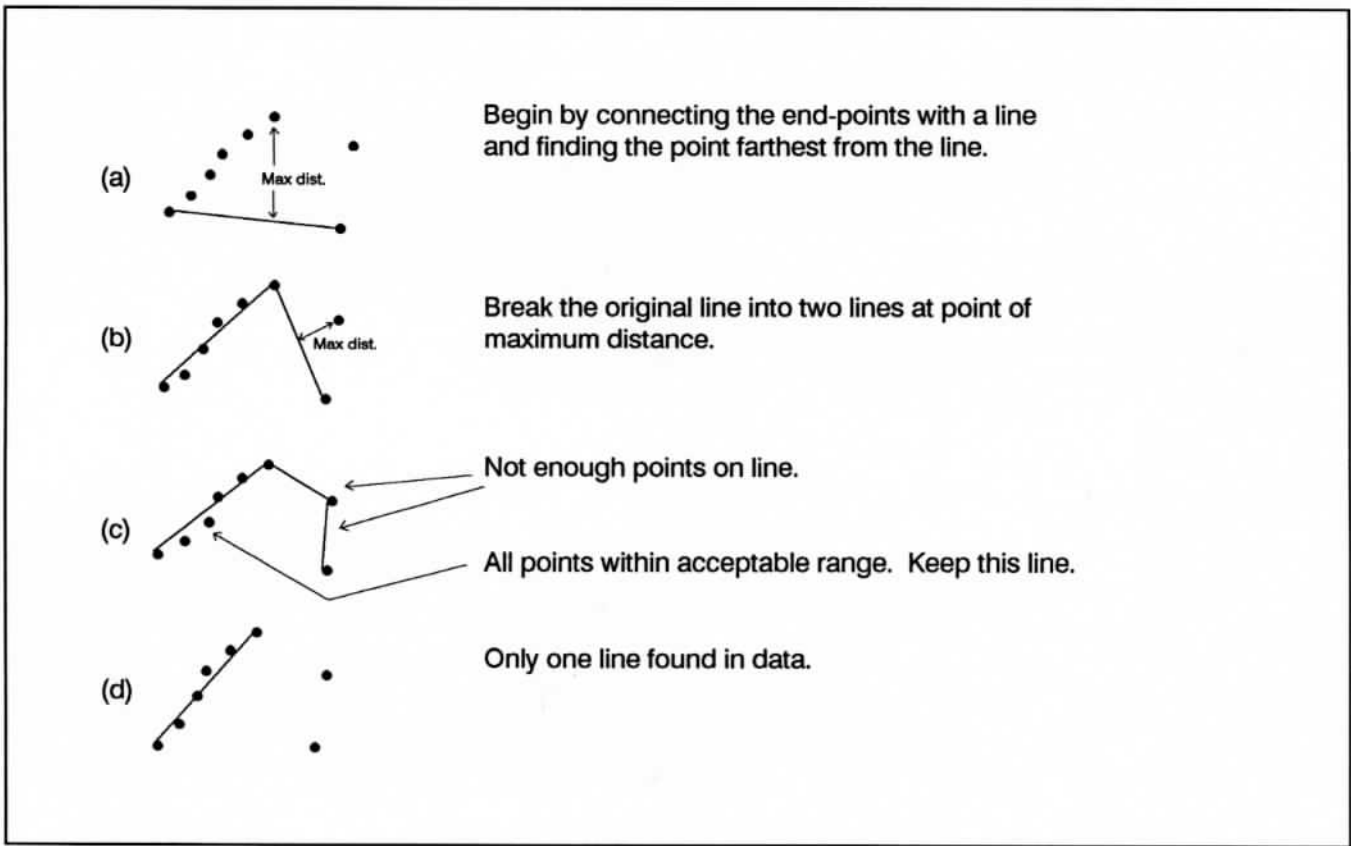 Begin by connecting the end-points with a line
and finding the point farthest from the line.
(a)
Max dist.
Break the original line into two lines at point of
maximum distance.
(b)
Max dist.
Not enough points on line.
(c)
All points within acceptable range. Keep this line.
Only one line found in data.
(d)